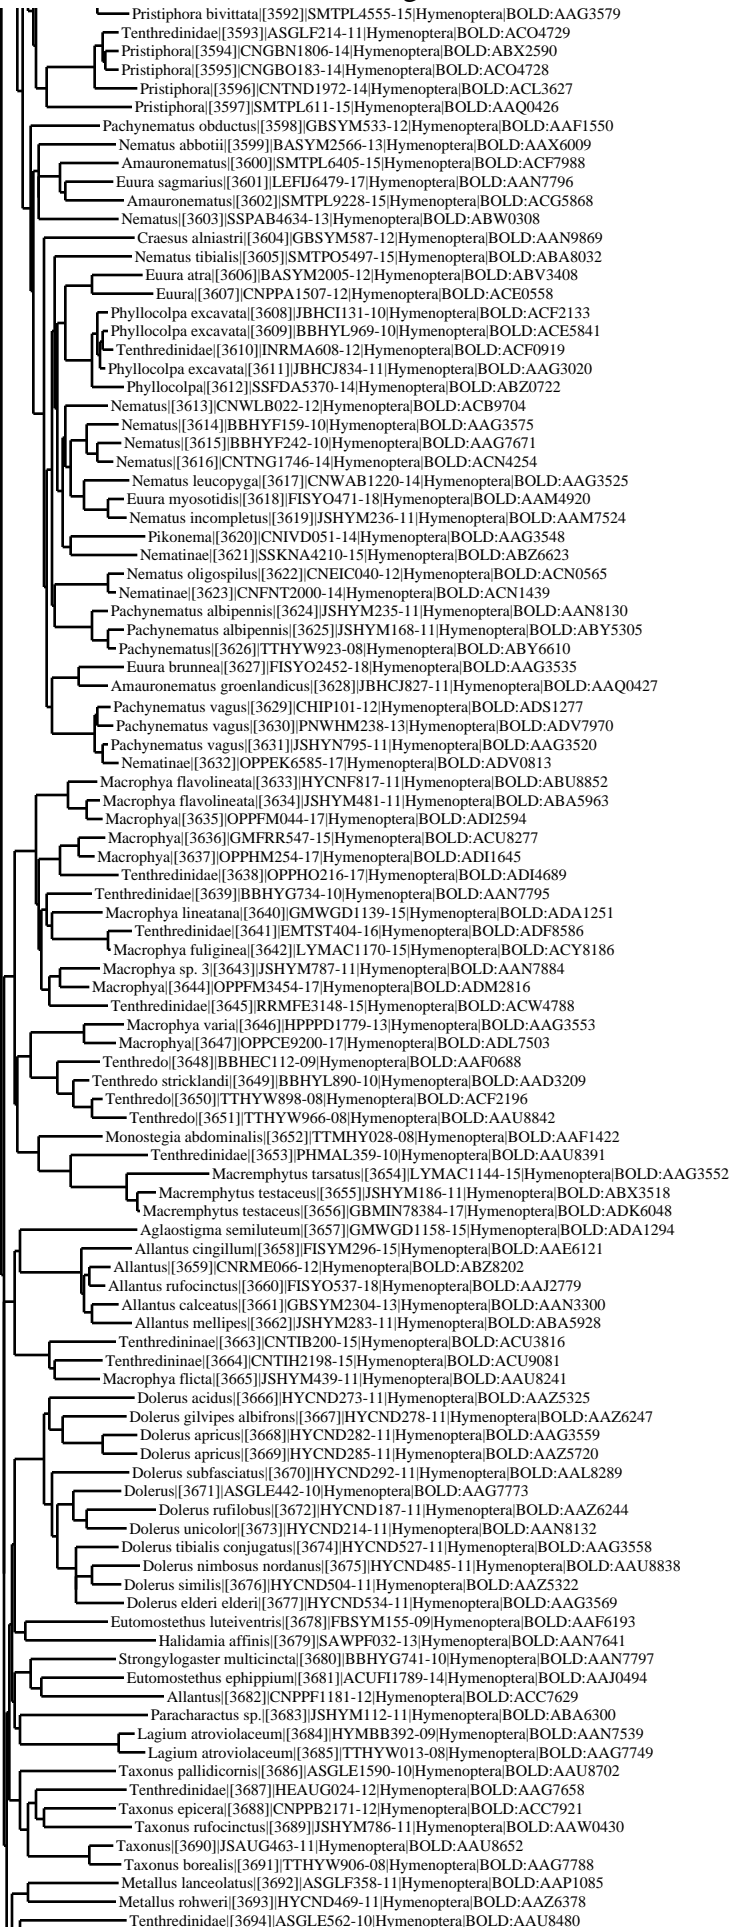 Pristiphora bivittata|[3592]|SMTPL4555-15|Hymenoptera|BOLD:AAG3579
Tenthredinidae|[3593]|ASGLF214-11|Hymenoptera|BOLD:ACO4729
Pristiphora|[3594]|CNGBN1806-14|Hymenoptera|BOLD:ABX2590
Pristiphora|[3595]|CNGBO183-14|Hymenoptera|BOLD:ACO4728
Pristiphora|[3596]|CNTND1972-14|Hymenoptera|BOLD:ACL3627
Pristiphora|[3597]|SMTPL611-15|Hymenoptera|BOLD:AAQ0426
Pachynematus obductus|[3598]|GBSYM533-12|Hymenoptera|BOLD:AAF1550
Nematus abbotii|[3599]|BASYM2566-13|Hymenoptera|BOLD:AAX6009
Amauronematus|[3600]|SMTPL6405-15|Hymenoptera|BOLD:ACF7988
Euura sagmarius|[3601]|LEFIJ6479-17|Hymenoptera|BOLD:AAN7796
Amauronematus|[3602]|SMTPL9228-15|Hymenoptera|BOLD:ACG5868
Nematus|[3603]|SSPAB4634-13|Hymenoptera|BOLD:ABW0308
Craesus alniastri|[3604]|GBSYM587-12|Hymenoptera|BOLD:AAN9869
Nematus tibialis|[3605]|SMTPO5497-15|Hymenoptera|BOLD:ABA8032
Euura atra|[3606]|BASYM2005-12|Hymenoptera|BOLD:ABV3408
Euura|[3607]|CNPPA1507-12|Hymenoptera|BOLD:ACE0558
Phyllocolpa excavata|[3608]|JBHCI131-10|Hymenoptera|BOLD:ACF2133
Phyllocolpa excavata|[3609]|BBHYL969-10|Hymenoptera|BOLD:ACE5841
Tenthredinidae|[3610]|INRMA608-12|Hymenoptera|BOLD:ACF0919
Phyllocolpa excavata|[3611]|JBHCJ834-11|Hymenoptera|BOLD:AAG3020
Phyllocolpa|[3612]|SSFDA5370-14|Hymenoptera|BOLD:ABZ0722
Nematus|[3613]|CNWLB022-12|Hymenoptera|BOLD:ACB9704
Nematus|[3614]|BBHYF159-10|Hymenoptera|BOLD:AAG3575
Nematus|[3615]|BBHYF242-10|Hymenoptera|BOLD:AAG7671
Nematus|[3616]|CNTNG1746-14|Hymenoptera|BOLD:ACN4254
Nematus leucopyga|[3617]|CNWAB1220-14|Hymenoptera|BOLD:AAG3525
Euura myosotidis|[3618]|FISYO471-18|Hymenoptera|BOLD:AAM4920
Nematus incompletus|[3619]|JSHYM236-11|Hymenoptera|BOLD:AAM7524
Pikonema|[3620]|CNIVD051-14|Hymenoptera|BOLD:AAG3548
Nematinae|[3621]|SSKNA4210-15|Hymenoptera|BOLD:ABZ6623
Nematus oligospilus|[3622]|CNEIC040-12|Hymenoptera|BOLD:ACN0565
Nematinae|[3623]|CNFNT2000-14|Hymenoptera|BOLD:ACN1439
Pachynematus albipennis|[3624]|JSHYM235-11|Hymenoptera|BOLD:AAN8130
Pachynematus albipennis|[3625]|JSHYM168-11|Hymenoptera|BOLD:ABY5305
Pachynematus|[3626]|TTHYW923-08|Hymenoptera|BOLD:ABY6610
Euura brunnea|[3627]|FISYO2452-18|Hymenoptera|BOLD:AAG3535
Amauronematus groenlandicus|[3628]|JBHCJ827-11|Hymenoptera|BOLD:AAQ0427
Pachynematus vagus|[3629]|CHIP101-12|Hymenoptera|BOLD:ADS1277
Pachynematus vagus|[3630]|PNWHM238-13|Hymenoptera|BOLD:ADV7970
Pachynematus vagus|[3631]|JSHYN795-11|Hymenoptera|BOLD:AAG3520
Nematinae|[3632]|OPPEK6585-17|Hymenoptera|BOLD:ADV0813
Macrophya flavolineata|[3633]|HYCNF817-11|Hymenoptera|BOLD:ABU8852
Macrophya flavolineata|[3634]|JSHYM481-11|Hymenoptera|BOLD:ABA5963
Macrophya|[3635]|OPPFM044-17|Hymenoptera|BOLD:ADI2594
Macrophya|[3636]|GMFRR547-15|Hymenoptera|BOLD:ACU8277
Macrophya|[3637]|OPPHM254-17|Hymenoptera|BOLD:ADI1645
Tenthredinidae|[3638]|OPPHO216-17|Hymenoptera|BOLD:ADI4689
Tenthredinidae|[3639]|BBHYG734-10|Hymenoptera|BOLD:AAN7795
Macrophya lineatana|[3640]|GMWGD1139-15|Hymenoptera|BOLD:ADA1251
Tenthredinidae|[3641]|EMTST404-16|Hymenoptera|BOLD:ADF8586
Macrophya fuliginea|[3642]|LYMAC1170-15|Hymenoptera|BOLD:ACY8186
Macrophya sp. 3|[3643]|JSHYM787-11|Hymenoptera|BOLD:AAN7884
Macrophya|[3644]|OPPFM3454-17|Hymenoptera|BOLD:ADM2816
Tenthredinidae|[3645]|RRMFE3148-15|Hymenoptera|BOLD:ACW4788
Macrophya varia|[3646]|HPPPD1779-13|Hymenoptera|BOLD:AAG3553
Macrophya|[3647]|OPPCE9200-17|Hymenoptera|BOLD:ADL7503
Tenthredo|[3648]|BBHEC112-09|Hymenoptera|BOLD:AAF0688
Tenthredo stricklandi|[3649]|BBHYL890-10|Hymenoptera|BOLD:AAD3209
Tenthredo|[3650]|TTHYW898-08|Hymenoptera|BOLD:ACF2196
Tenthredo|[3651]|TTHYW966-08|Hymenoptera|BOLD:AAU8842
Monostegia abdominalis|[3652]|TTMHY028-08|Hymenoptera|BOLD:AAF1422
Tenthredinidae|[3653]|PHMAL359-10|Hymenoptera|BOLD:AAU8391
Macremphytus tarsatus|[3654]|LYMAC1144-15|Hymenoptera|BOLD:AAG3552
Macremphytus testaceus|[3655]|JSHYM186-11|Hymenoptera|BOLD:ABX3518
Macremphytus testaceus|[3656]|GBMIN78384-17|Hymenoptera|BOLD:ADK6048
Aglaostigma semiluteum|[3657]|GMWGD1158-15|Hymenoptera|BOLD:ADA1294
Allantus cingillum|[3658]|FISYM296-15|Hymenoptera|BOLD:AAE6121
Allantus|[3659]|CNRME066-12|Hymenoptera|BOLD:ABZ8202
Allantus rufocinctus|[3660]|FISYO537-18|Hymenoptera|BOLD:AAJ2779
Allantus calceatus|[3661]|GBSYM2304-13|Hymenoptera|BOLD:AAN3300
Allantus mellipes|[3662]|JSHYM283-11|Hymenoptera|BOLD:ABA5928
Tenthredininae|[3663]|CNTIB200-15|Hymenoptera|BOLD:ACU3816
Tenthredininae|[3664]|CNTIH2198-15|Hymenoptera|BOLD:ACU9081
Macrophya flicta|[3665]|JSHYM439-11|Hymenoptera|BOLD:AAU8241
Dolerus acidus|[3666]|HYCND273-11|Hymenoptera|BOLD:AAZ5325
Dolerus gilvipes albifrons|[3667]|HYCND278-11|Hymenoptera|BOLD:AAZ6247
Dolerus apricus|[3668]|HYCND282-11|Hymenoptera|BOLD:AAG3559
Dolerus apricus|[3669]|HYCND285-11|Hymenoptera|BOLD:AAZ5720
Dolerus subfasciatus|[3670]|HYCND292-11|Hymenoptera|BOLD:AAL8289
Dolerus|[3671]|ASGLE442-10|Hymenoptera|BOLD:AAG7773
Dolerus rufilobus|[3672]|HYCND187-11|Hymenoptera|BOLD:AAZ6244
Dolerus unicolor|[3673]|HYCND214-11|Hymenoptera|BOLD:AAN8132
Dolerus tibialis conjugatus|[3674]|HYCND527-11|Hymenoptera|BOLD:AAG3558
Dolerus nimbosus nordanus|[3675]|HYCND485-11|Hymenoptera|BOLD:AAU8838
Dolerus similis|[3676]|HYCND504-11|Hymenoptera|BOLD:AAZ5322
Dolerus elderi elderi|[3677]|HYCND534-11|Hymenoptera|BOLD:AAG3569
Eutomostethus luteiventris|[3678]|FBSYM155-09|Hymenoptera|BOLD:AAF6193
Halidamia affinis|[3679]|SAWPF032-13|Hymenoptera|BOLD:AAN7641
Strongylogaster multicincta|[3680]|BBHYG741-10|Hymenoptera|BOLD:AAN7797
Eutomostethus ephippium|[3681]|ACUFI1789-14|Hymenoptera|BOLD:AAJ0494
Allantus|[3682]|CNPPF1181-12|Hymenoptera|BOLD:ACC7629
Paracharactus sp.|[3683]|JSHYM112-11|Hymenoptera|BOLD:ABA6300
Lagium atroviolaceum|[3684]|HYMBB392-09|Hymenoptera|BOLD:AAN7539
Lagium atroviolaceum|[3685]|TTHYW013-08|Hymenoptera|BOLD:AAG7749
Taxonus pallidicornis|[3686]|ASGLE1590-10|Hymenoptera|BOLD:AAU8702
Tenthredinidae|[3687]|HEAUG024-12|Hymenoptera|BOLD:AAG7658
Taxonus epicera|[3688]|CNPPB2171-12|Hymenoptera|BOLD:ACC7921
Taxonus rufocinctus|[3689]|JSHYM786-11|Hymenoptera|BOLD:AAW0430
Taxonus|[3690]|JSAUG463-11|Hymenoptera|BOLD:AAU8652
Taxonus borealis|[3691]|TTHYW906-08|Hymenoptera|BOLD:AAG7788
Metallus lanceolatus|[3692]|ASGLF358-11|Hymenoptera|BOLD:AAP1085
Metallus rohweri|[3693]|HYCND469-11|Hymenoptera|BOLD:AAZ6378
Tenthredinidae|[3694]|ASGLE562-10|Hymenoptera|BOLD:AAU8480